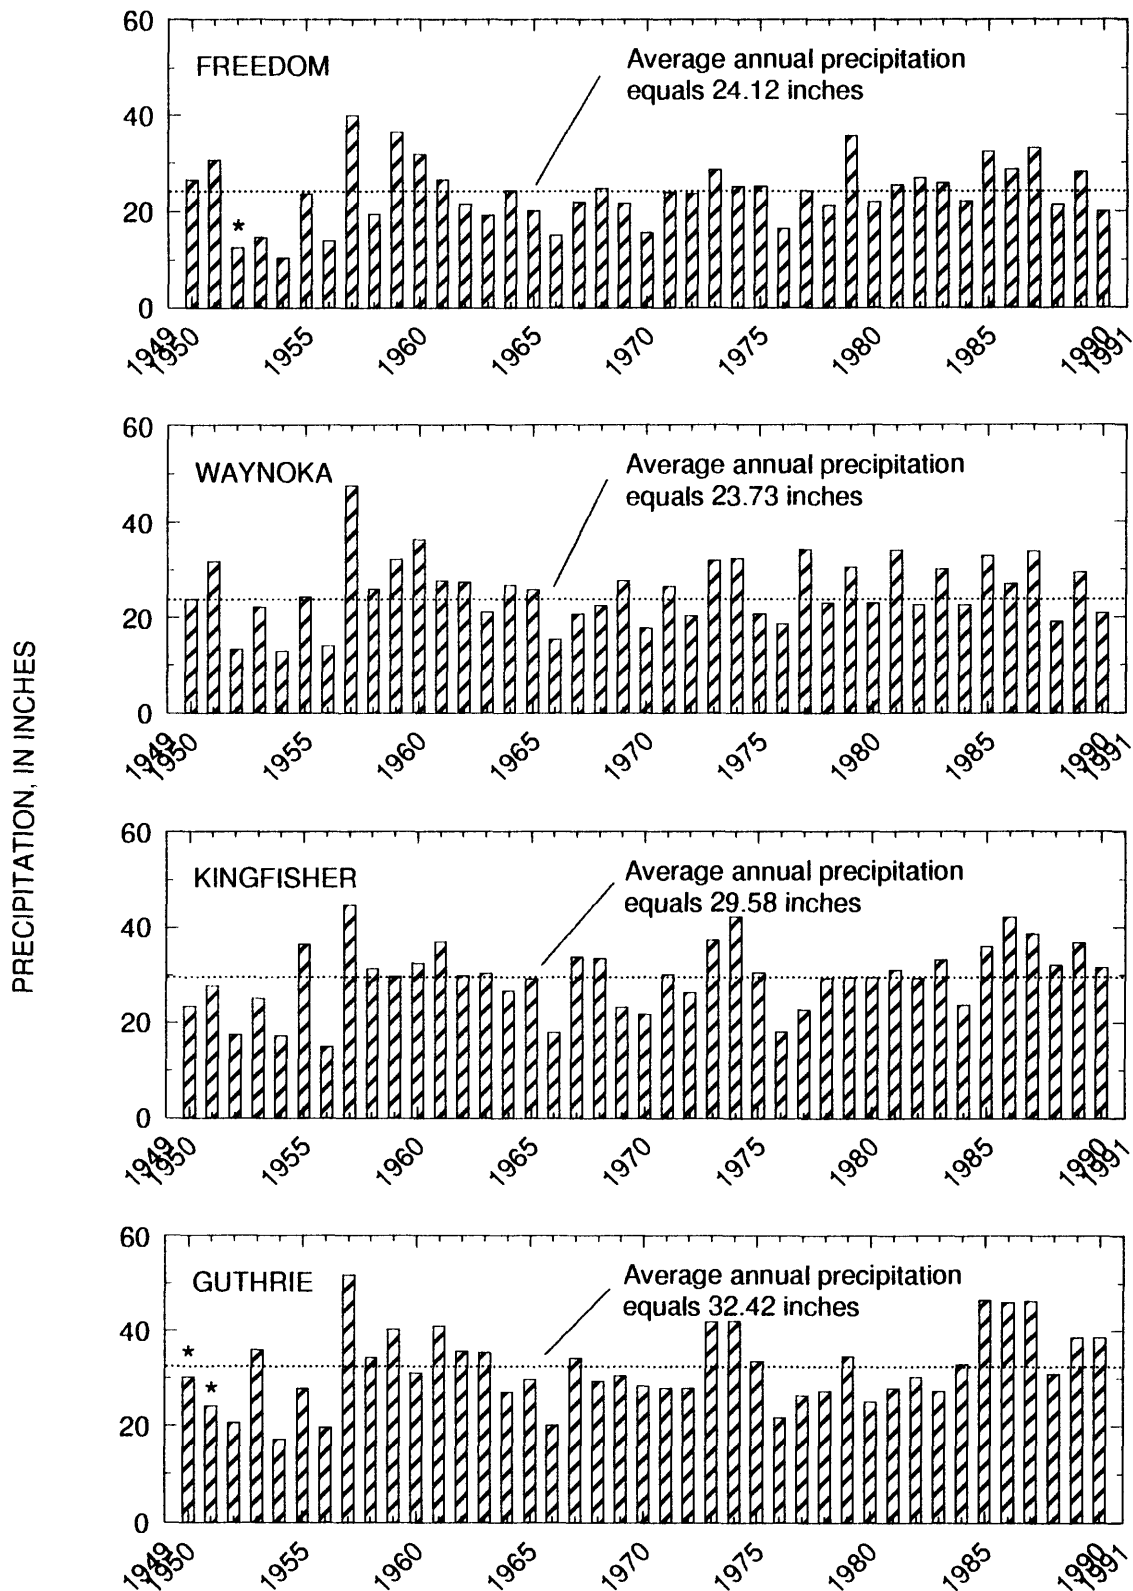 PRECIPITATION, IN INCHES
60
40
20
0
FREEDOM
Average annual precipitation
equals 24.12 inches
*
1949 1950 1955 1960 1965 1970 1975 1980 1985 1990 1991
60
40
20
0
WAYNOKA
Average annual precipitation
equals 23.73 inches
1949 1950 1955 1960 1965 1970 1975 1980 1985 1990 1991
60
40
20
0
KINGFISHER
Average annual precipitation
equals 29.58 inches
1949 1950 1955 1960 1965 1970 1975 1980 1985 1990 1991
60
40
20
0
GUTHRIE
Average annual precipitation
equals 32.42 inches
*
*
1949 1950 1955 1960 1965 1970 1975 1980 1985 1990 1991